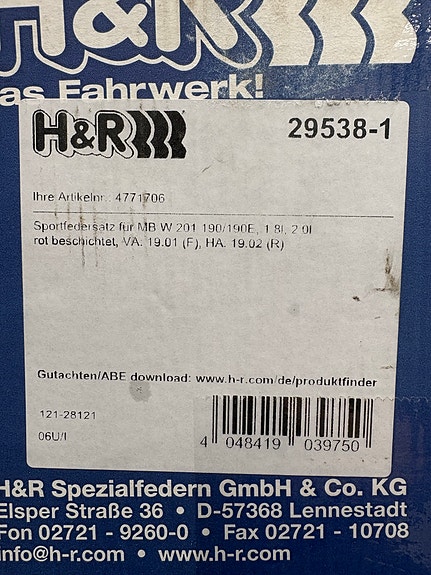 H&R
as Fahrwerk!
H&R
29538-1
Ihre Artikelnr.: 4771706
Sportfedersatz für MB W 201 190/190E, 1.8l, 2.0l
rot beschichtet, VA. 19.01 (F), HA. 19.02 (R)
Gutachten/ABE download: www.h-r.com/de/produktfinder
121-28121
06U/I
4 048419 039750
H&R Spezialfedern GmbH & Co. KG
Elsper Straße 36 • D-57368 Lennestadt
Fon 02721 - 9260-0 • Fax 02721 - 10708
info@h-r.com • www.h-r.com